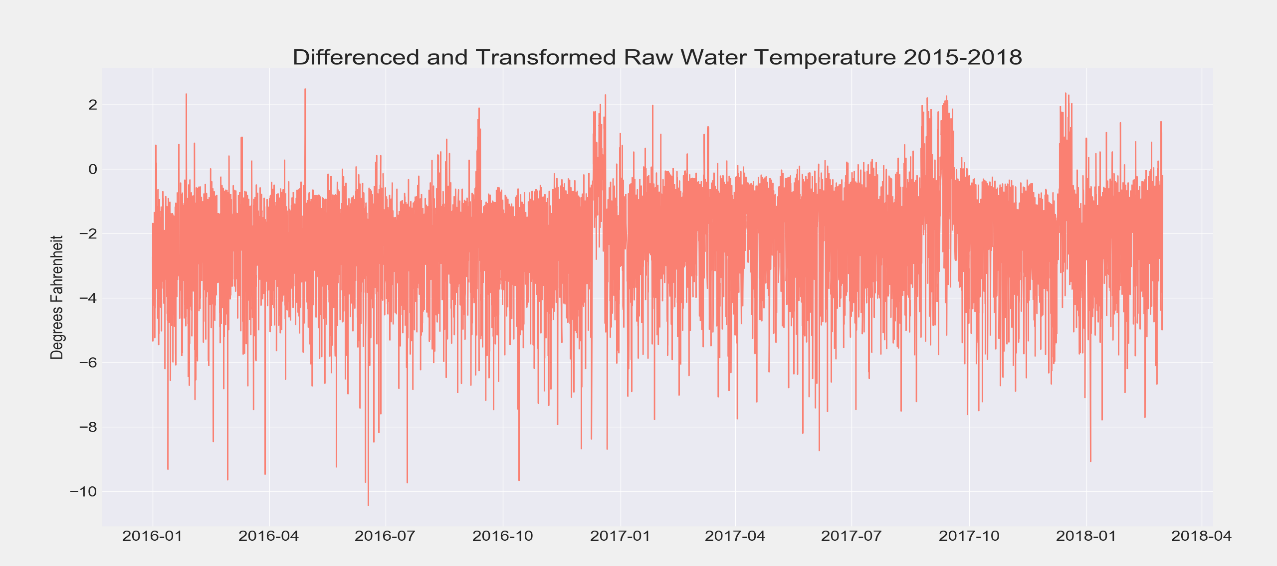 Differenced and Transformed Raw Water Temperature 2015-2018
2
0
−2
−4
−6
−8
−10
Degrees Fahrenheit
2016-01 2016-04 2016-07 2016-10 2017-01 2017-04 2017-07 2017-10 2018-01 2018-04